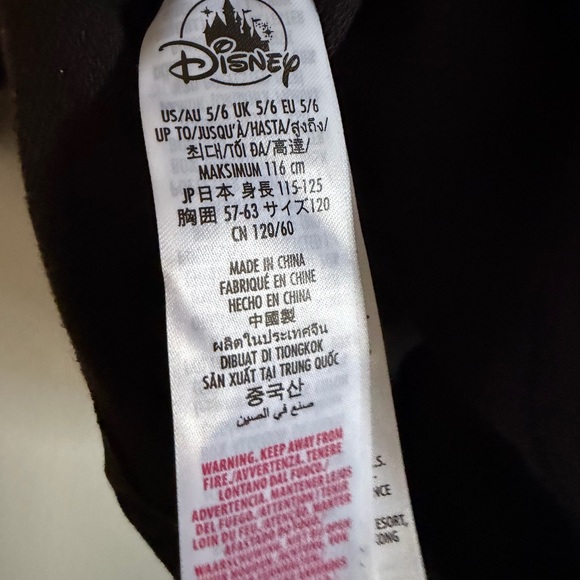 Disney
US/AU 5/6 UK 5/6 EU 5/6
UP TO/JUSQU'À/HASTA/สูงถึง/
최대/TỐI ĐA/高達/
MAKSIMUM 116 cm
JP日本 身長 115-125
胸囲 57-63 サイズ120
CN 120/60
MADE IN CHINA
FABRIQUÉ EN CHINE
HECHO EN CHINA
中國製
ผลิตในประเทศจีน
DIBUAT DI TIONGKOK
SẢN XUẤT TẠI TRUNG QUỐC
중국산
صنع في الصين
WARNING. KEEP AWAY FROM
FIRE./AVVERTENZA. TENERE
LONTANO DAL FUOCO./
ADVERTENCIA. MANTENER LEJOS
DEL FUEGO./ATTENTION ! TENIR
LOIN DU FEU.